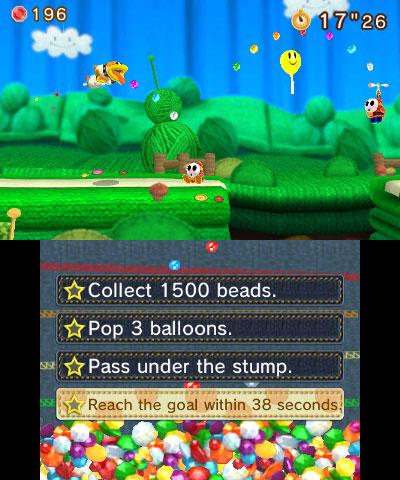 196
17"26
Collect 1500 beads.
Pop 3 balloons.
Pass under the stump.
Reach the goal within 38 seconds.